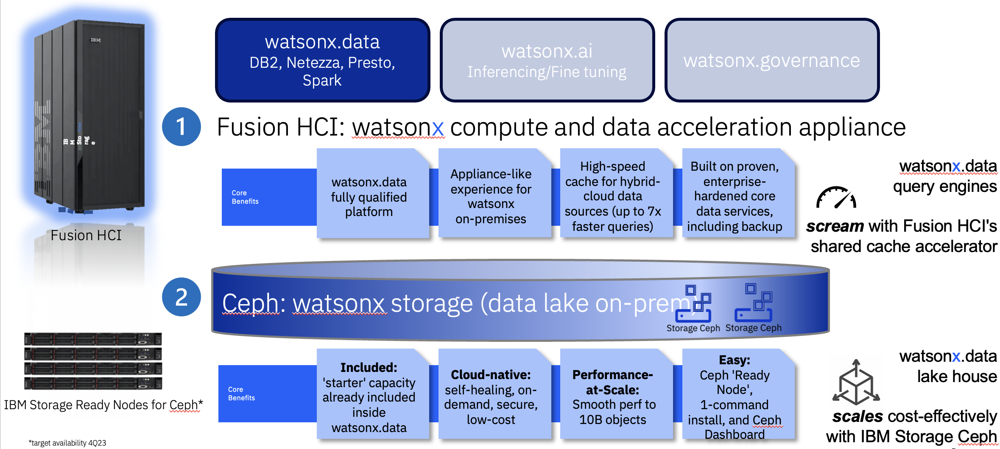 IBM
IB
M
Sto
rag
e
Fusion
Fusion HCI
watsonx.data
DB2, Netezza, Presto,
Spark
watsonx.ai
Inferencing/Fine tuning
watsonx.governance
1
Fusion HCI: watsonx compute and data acceleration appliance
Core
Benefits
watsonx.data
fully qualified
platform
Appliance-like
experience for
watsonx
on-premises
High-speed
cache for hybrid-
cloud data
sources (up to 7x
faster queries)
Built on proven,
enterprise-
hardened core
data services,
including backup
watsonx.data
query engines
scream with Fusion HCI's
shared cache accelerator
2
Ceph: watsonx storage (data lake on-prem)
Storage Ceph
Storage Ceph
IBM Storage Ready Nodes for Ceph*
Core
Benefits
Included:
'starter' capacity
already included
inside
watsonx.data
Cloud-native:
self-healing, on-
demand, secure,
low-cost
Performance-
at-Scale:
Smooth perf to
10B objects
Easy:
Ceph 'Ready
Node',
1-command
install, and Ceph
Dashboard
watsonx.data
lake house
scales cost-effectively
with IBM Storage Ceph
*target availability 4Q23